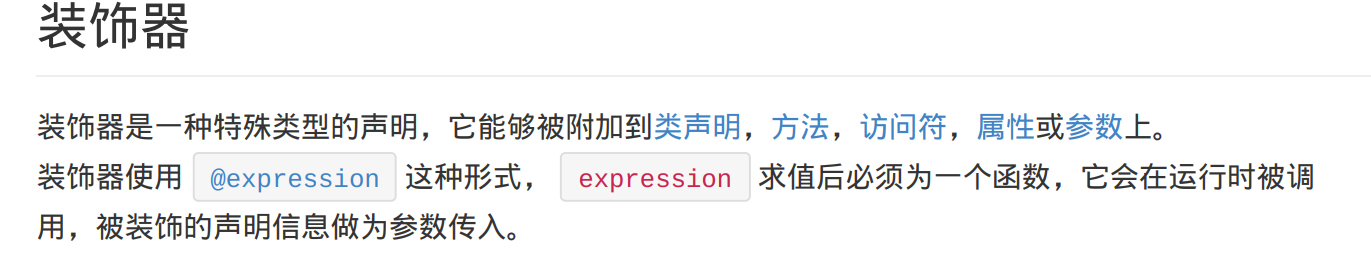 装饰器
装饰器是一种特殊类型的声明，它能够被附加到类声明，方法，访问符，属性或参数上。
装饰器使用 @expression 这种形式， expression 求值后必须为一个函数，它会在运行时被调
用，被装饰的声明信息做为参数传入。